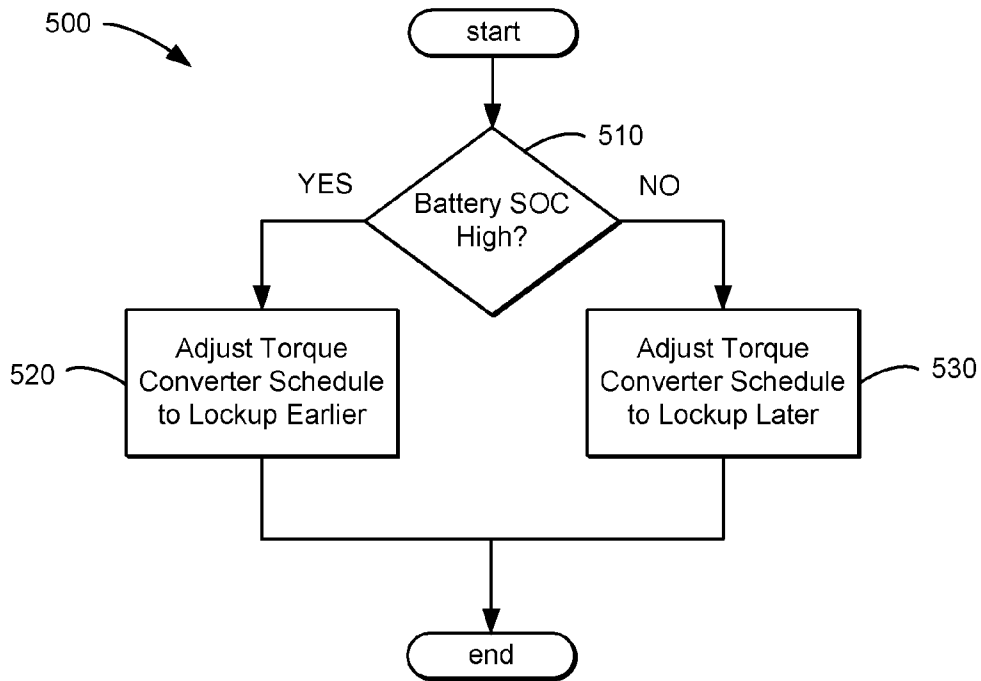 500
start
510
YES
NO
Battery SOC
High?
520
Adjust Torque
Converter Schedule
to Lockup Earlier
Adjust Torque
Converter Schedule
to Lockup Later
530
end